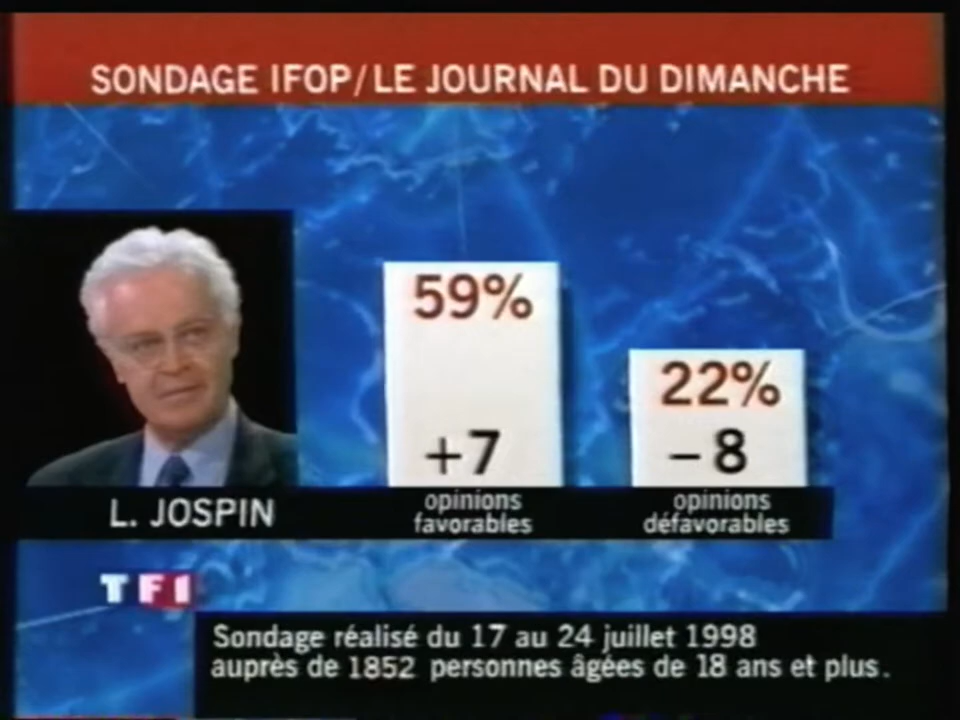 SONDAGE IFOP/LE JOURNAL DU DIMANCHE
59%
+7
22%
-8
L. JOSPIN
opinions
favorables
opinions
défavorables
TF1
Sondage réalisé du 17 au 24 juillet 1998
auprès de 1852 personnes âgées de 18 ans et plus.